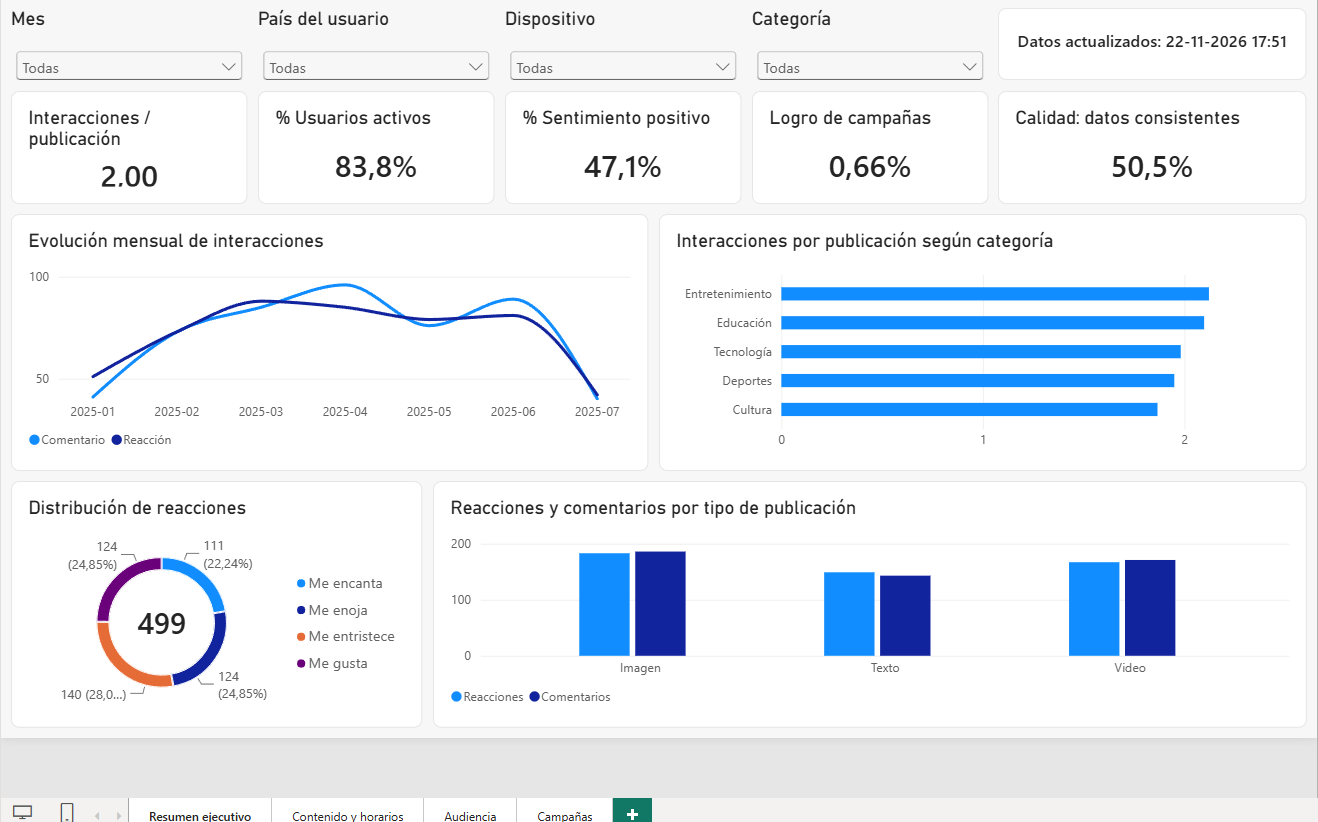 Mes
País del usuario
Dispositivo
Categoría
Datos actualizados: 22-11-2026 17:51
Todas
Todas
Todas
Todas
Interacciones /
publicación
2,00
% Usuarios activos
83,8%
% Sentimiento positivo
47,1%
Logro de campañas
0,66%
Calidad: datos consistentes
50,5%
Evolución mensual de interacciones
100
50
2025-01 2025-02 2025-03 2025-04 2025-05 2025-06 2025-07
Comentario Reacción
Interacciones por publicación según categoría
Entretenimiento
Educación
Tecnología
Deportes
Cultura
0 1 2
Distribución de reacciones
124
(24,85%)
111
(22,24%)
499
140 (28,0...)
124
(24,85%)
Me encanta
Me enoja
Me entristece
Me gusta
Reacciones y comentarios por tipo de publicación
200
100
0
Imagen Texto Video
Reacciones Comentarios
Resumen ejecutivo Contenido y horarios Audiencia Campañas +